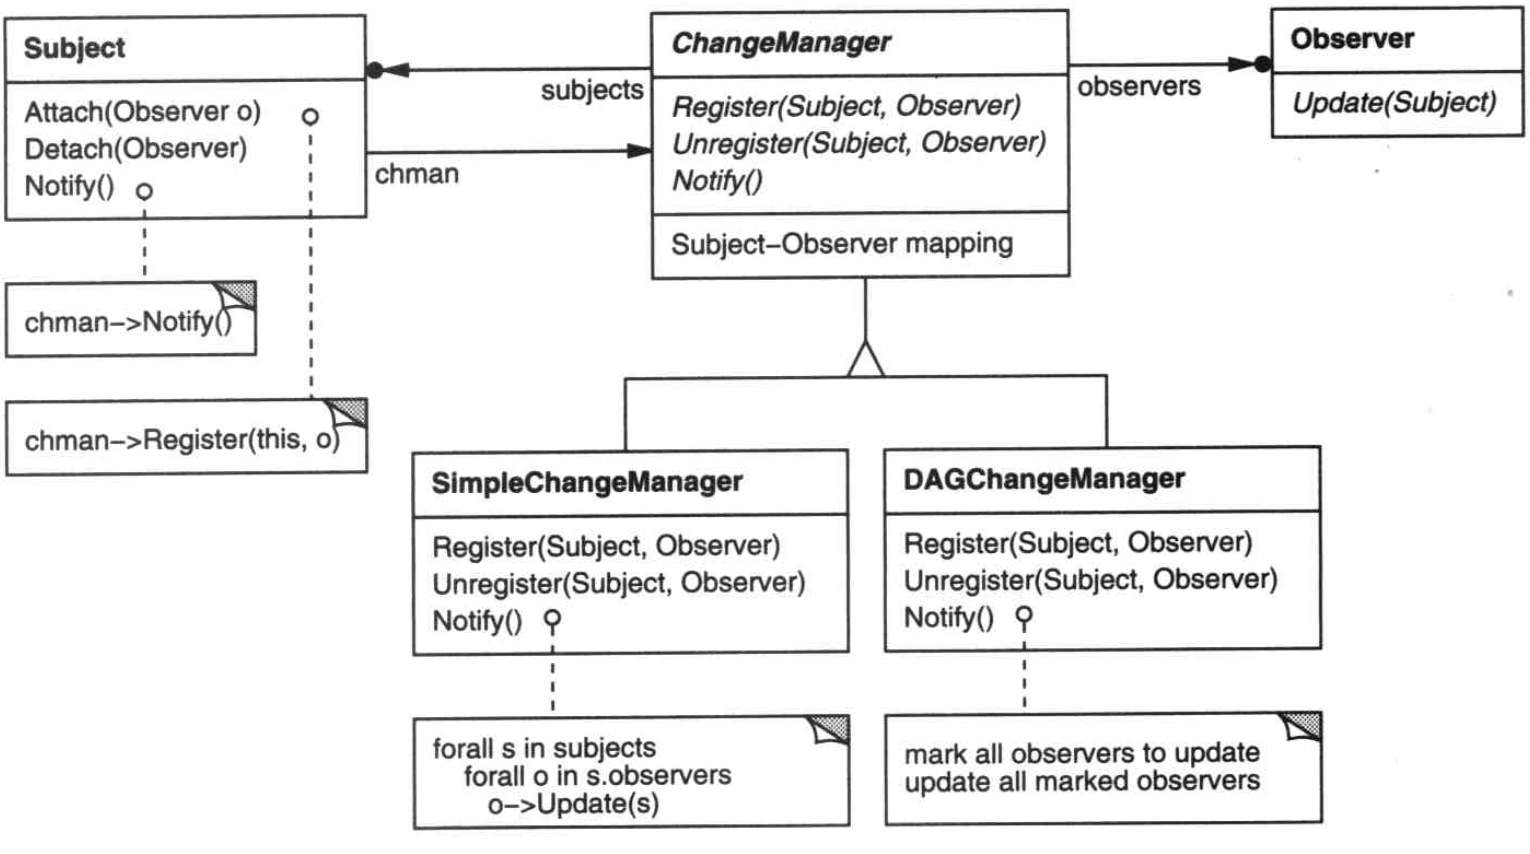 Subject
Attach(Observer o)
Detach(Observer)
Notify()
chman->Notify()
chman->Register(this, o)
subjects
chman
ChangeManager
Register(Subject, Observer)
Unregister(Subject, Observer)
Notify()
Subject–Observer mapping
observers
Observer
Update(Subject)
SimpleChangeManager
Register(Subject, Observer)
Unregister(Subject, Observer)
Notify()
forall s in subjects
forall o in s.observers
o->Update(s)
DAGChangeManager
Register(Subject, Observer)
Unregister(Subject, Observer)
Notify()
mark all observers to update
update all marked observers